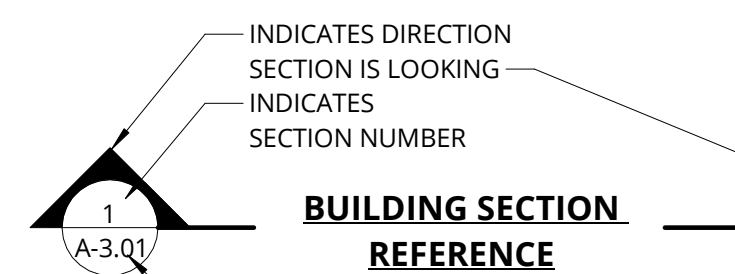 INDICATES DIRECTION
SECTION IS LOOKING
INDICATES
SECTION NUMBER
1
A-3.01
BUILDING SECTION
REFERENCE